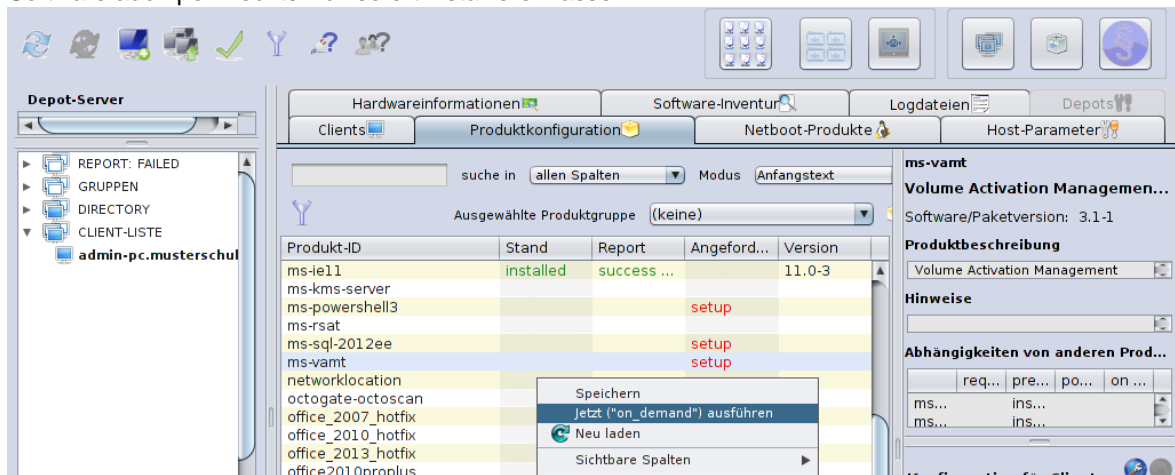 Depot-Server
REPORT: FAILED
GRUPPEN
DIRECTORY
CLIENT-LISTE
admin-pc.musterschul
Hardwareinformationen
Software-Inventur
Logdateien
Depots
Clients
Produktkonfiguration
Netboot-Produkte
Host-Parameter
suche in allen Spalten Modus Anfangstext
Ausgewählte Produktgruppe (keine)
Produkt-ID Stand Report Angeford... Version
ms-ie11 installed success ... 11.0-3
ms-kms-server
ms-powershell3 setup
ms-rsat
ms-sql-2012ee setup
ms-vamt setup
networklocation
octogate-octoscan
office_2007_hotfix
office_2010_hotfix
office_2013_hotfix
office2010proplus
Speichern
Jetzt ("on_demand") ausführen
Neu laden
Sichtbare Spalten
ms-vamt
Volume Activation Managemen...
Software/Paketversion: 3.1-1
Produktbeschreibung
Volume Activation Management
Hinweise
Abhängigkeiten von anderen Prod...
req... pre... po... on ...
ms... ins...
ms... ins...